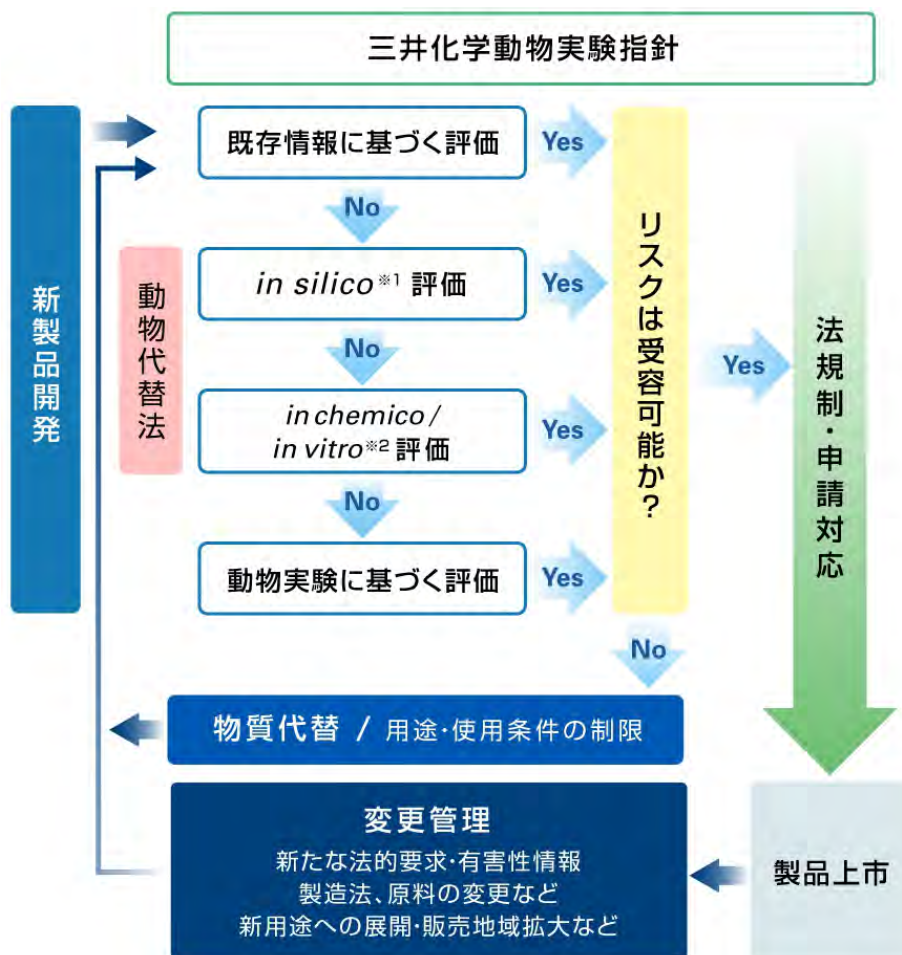 三井化学動物実験指針
新製品開発
既存情報に基づく評価
Yes
No
動物代替法
in silico※1 評価
Yes
No
in chemico /
in vitro※2 評価
Yes
No
動物実験に基づく評価
Yes
リスクは受容可能か？
Yes
No
法規制・申請対応
物質代替 / 用途・使用条件の制限
変更管理
新たな法的要求・有害性情報
製造法、原料の変更など
新用途への展開・販売地域拡大など
製品上市